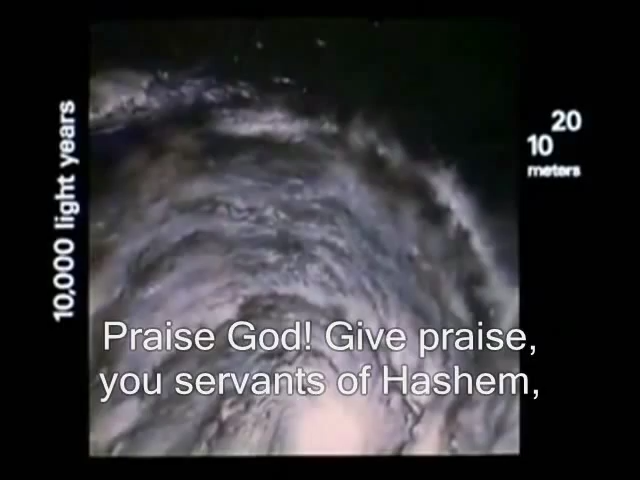 10,000 light years
10 20
meters
Praise God! Give praise,
you servants of Hashem,